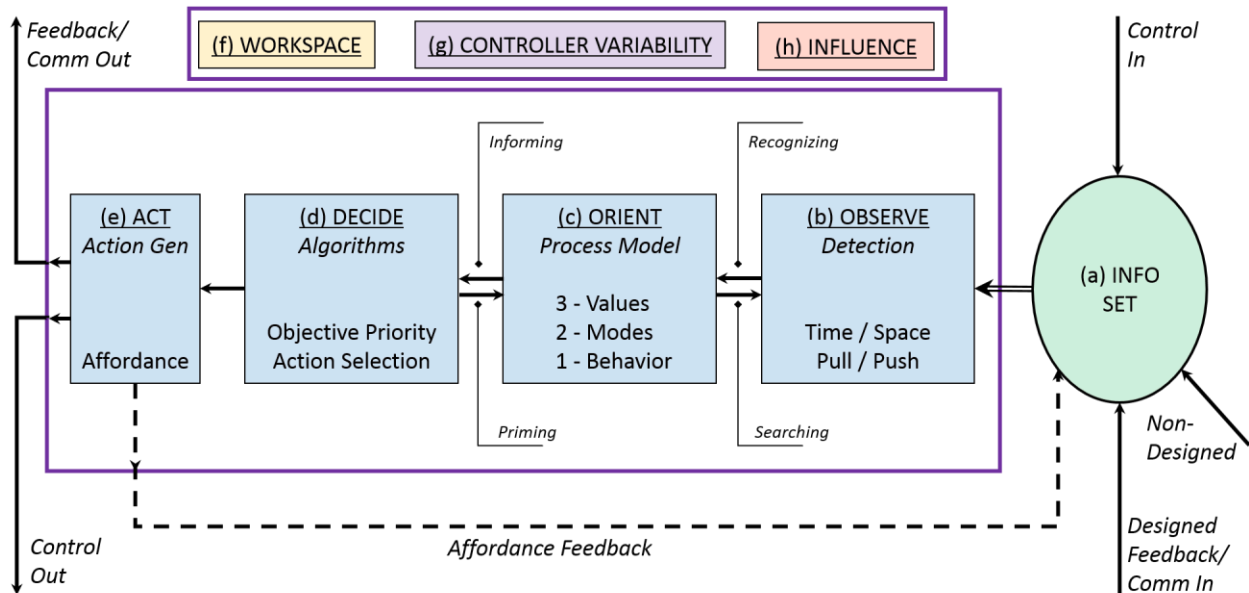 Feedback/
Comm Out
(f) WORKSPACE
(g) CONTROLLER VARIABILITY
(h) INFLUENCE
Control
In
Informing
Recognizing
(e) ACT
Action Gen
Affordance
(d) DECIDE
Algorithms
Objective Priority
Action Selection
(c) ORIENT
Process Model
3 - Values
2 - Modes
1 - Behavior
(b) OBSERVE
Detection
Time / Space
Pull / Push
(a) INFO
SET
Priming
Searching
Non-
Designed
Control
Out
Affordance Feedback
Designed
Feedback/
Comm In